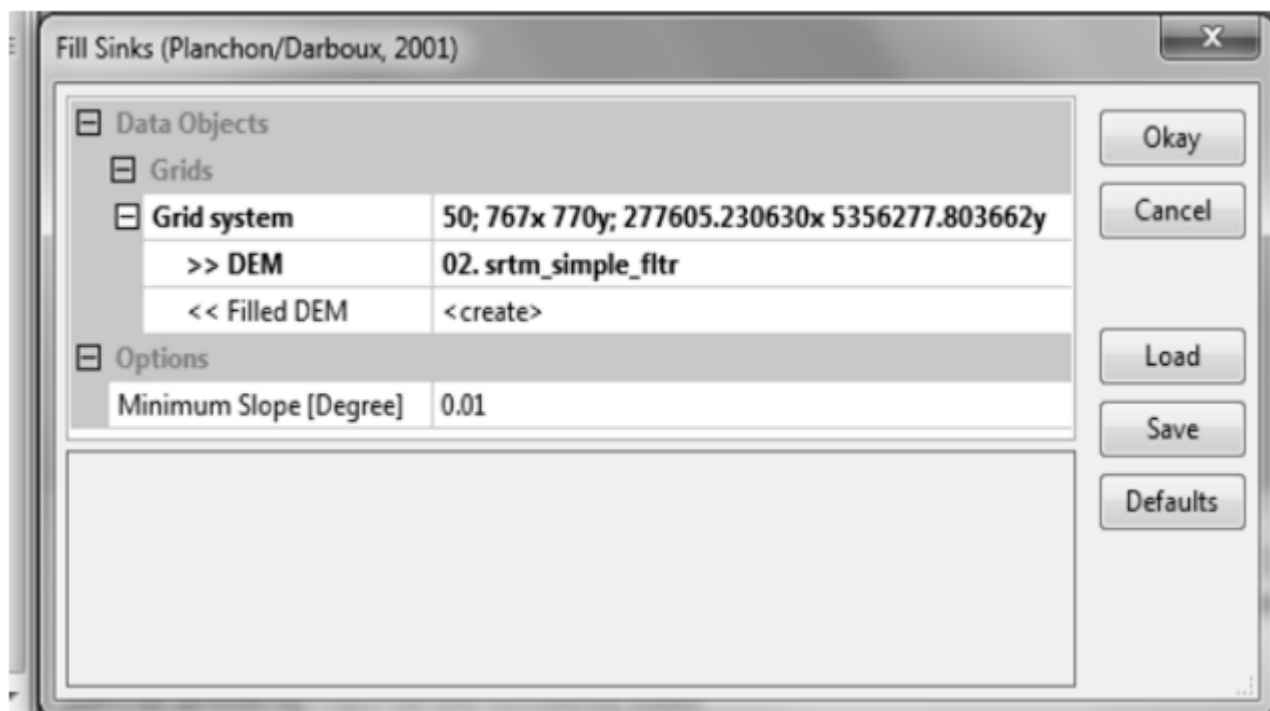 Fill Sinks (Planchon/Darboux, 2001)
Data Objects
Grids
Grid system 50; 767x 770y; 277605.230630x 5356277.803662y
>> DEM 02. srtm_simple_fltr
<< Filled DEM <create>
Options
Minimum Slope [Degree] 0.01
Okay
Cancel
Load
Save
Defaults